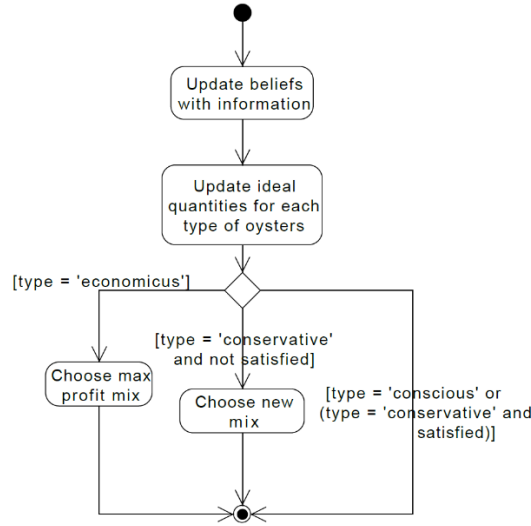 Update beliefs
with information
Update ideal
quantities for each
type of oysters
[type = 'economicus']
[type = 'conservative'
and not satisfied]
Choose max
profit mix
Choose new
mix
[type = 'conscious' or
(type = 'conservative' and
satisfied)]